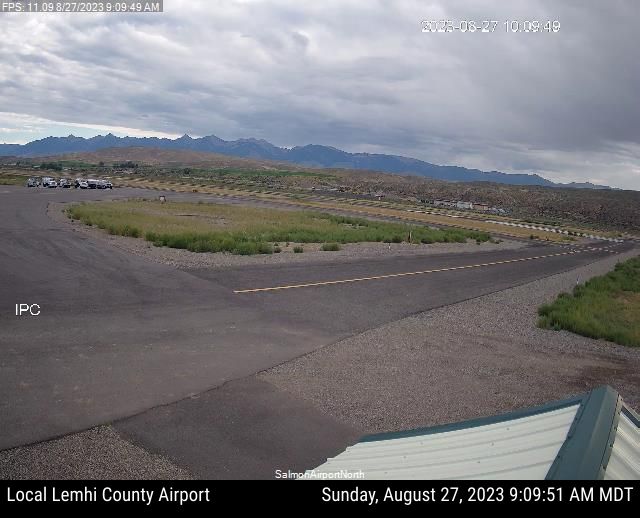 FPS: 11.09 8/27/2023 9:09:49 AM
2023-08-27 10:09:49
IPC
SalmonAirportNorth
Local Lemhi County Airport
Sunday, August 27, 2023 9:09:51 AM MDT